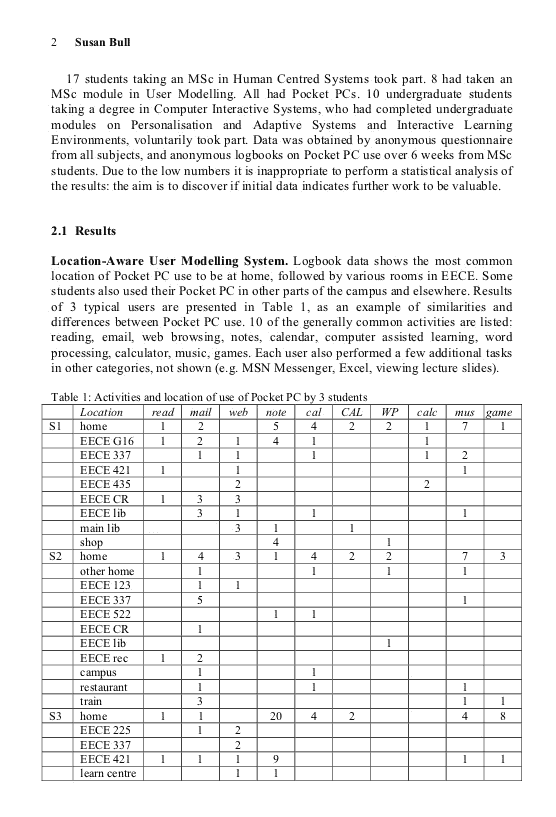 2 Susan Bull
17 students taking an MSc in Human Centred Systems took part. 8 had taken an
MSc module in User Modelling. All had Pocket PCs. 10 undergraduate students
taking a degree in Computer Interactive Systems, who had completed undergraduate
modules on Personalisation and Adaptive Systems and Interactive Learning
Environments, voluntarily took part. Data was obtained by anonymous questionnaire
from all subjects, and anonymous logbooks on Pocket PC use over 6 weeks from MSc
students. Due to the low numbers it is inappropriate to perform a statistical analysis of
the results: the aim is to discover if initial data indicates further work to be valuable.
2.1 Results
Location-Aware User Modelling System. Logbook data shows the most common
location of Pocket PC use to be at home, followed by various rooms in EECE. Some
students also used their Pocket PC in other parts of the campus and elsewhere. Results
of 3 typical users are presented in Table 1, as an example of similarities and
differences between Pocket PC use. 10 of the generally common activities are listed:
reading, email, web browsing, notes, calendar, computer assisted learning, word
processing, calculator, music, games. Each user also performed a few additional tasks
in other categories, not shown (e.g. MSN Messenger, Excel, viewing lecture slides).
Table 1: Activities and location of use of Pocket PC by 3 students
Location read mail web note cal CAL WP calc mus game
S1 home 1 2 5 4 2 2 1 7 1
EECE G16 1 2 1 4 1 1
EECE 337 1 1 1 1 2
EECE 421 1 1 1
EECE 435 2 2
EECE CR 1 3 3
EECE lib 3 1 1 1
main lib 3 1 1
shop 4 1
S2 home 1 4 3 1 4 2 2 7 3
other home 1 1 1 1
EECE 123 1 1
EECE 337 5 1
EECE 522 1 1
EECE CR 1
EECE lib 1
EECE rec 1 2
campus 1 1
restaurant 1 1 1
train 3 1 1
S3 home 1 1 20 4 2 4 8
EECE 225 1 2
EECE 337 2
EECE 421 1 1 1 9 1 1
learn centre 1 1